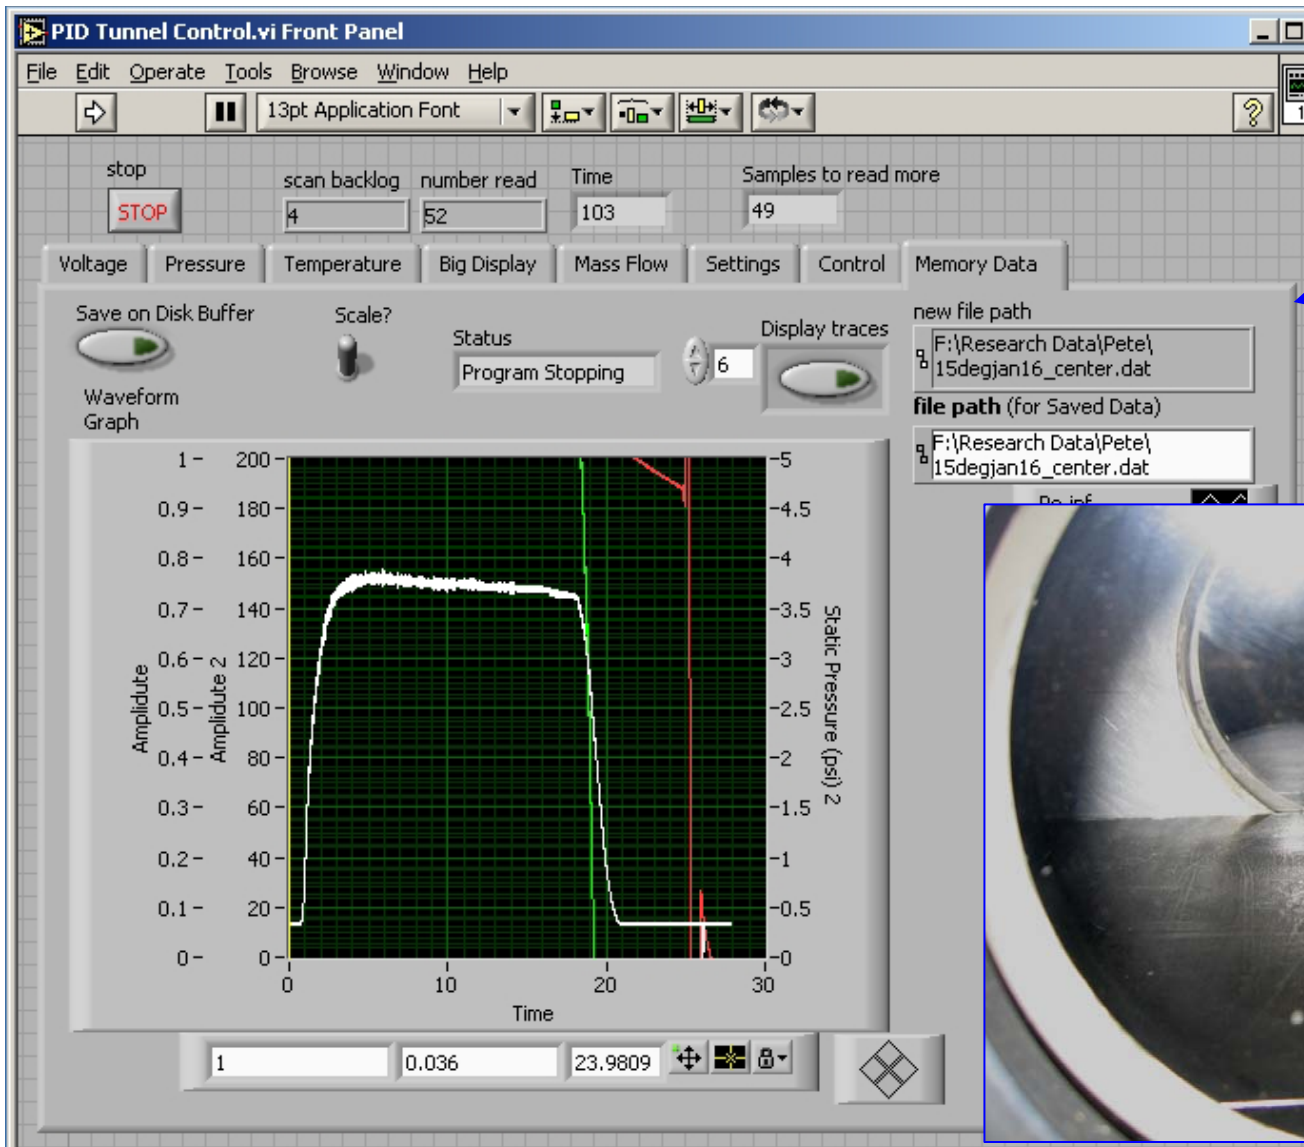 PID Tunnel Control.vi Front Panel
File Edit Operate Tools Browse Window Help
13pt Application Font
?
1
stop
STOP
scan backlog
4
number read
52
Time
103
Samples to read more
49
Voltage Pressure Temperature Big Display Mass Flow Settings Control Memory Data
Save on Disk Buffer
Scale?
Status
Program Stopping
6
Display traces
new file path
F:\Research Data\Pete\
15degjan16_center.dat
file path (for Saved Data)
F:\Research Data\Pete\
15degjan16_center.dat
Waveform
Graph
1- 200- -5
0.9- 180- -4.5
0.8- 160- -4
0.7- 140- -3.5
0.6- 120- -3
0.5- 100- -2.5
0.4- 80- -2
0.3- 60- -1.5
0.2- 40- -1
0.1- 20- -0.5
0- 0- -0
Amplidute
Amplidute 2
Static Pressure (psi) 2
0 10 20 30
Time
1 0.036 23.9809